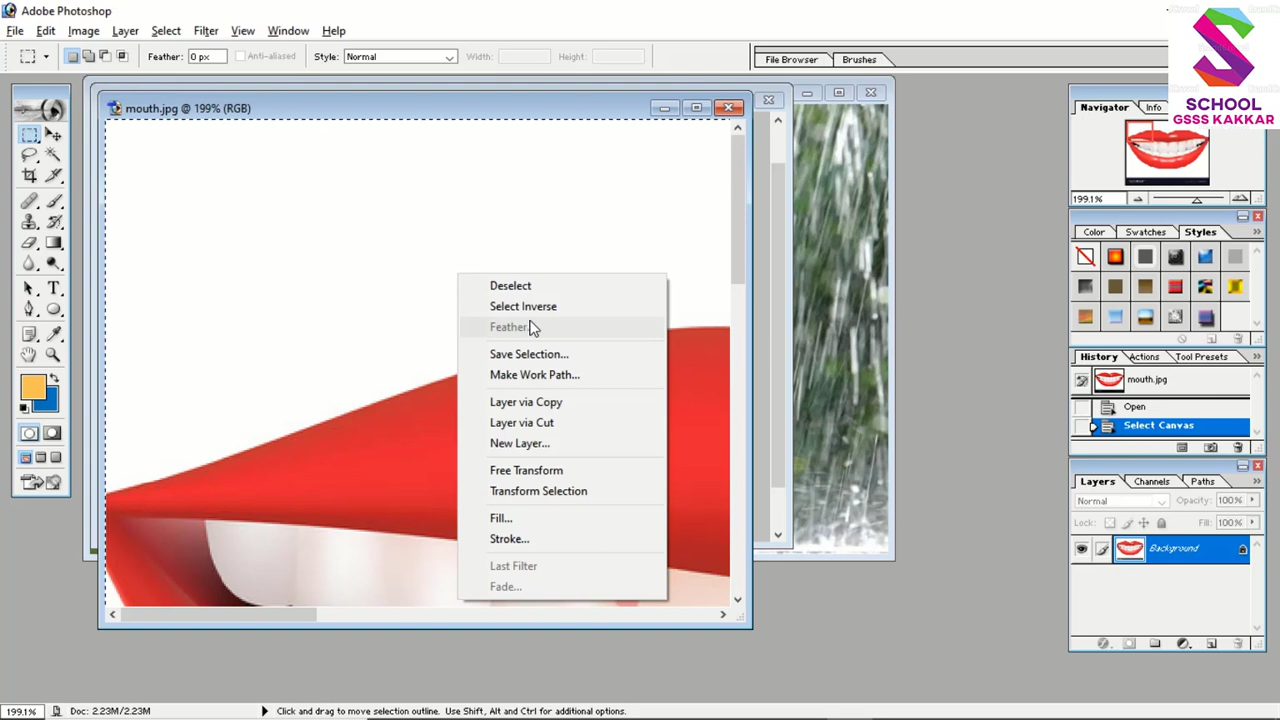 Adobe Photoshop
File Edit Image Layer Select Filter View Window Help
Feather: 0 px Anti-aliased Style: Normal Width: Height: File Browser Brushes
SCHOOL
GSSS KAKKAR
mouth.jpg @ 199% (RGB)
Navigator Info
199.1%
Color Swatches Styles
Deselect
Select Inverse
Feather...
Save Selection...
Make Work Path...
Layer via Copy
Layer via Cut
New Layer...
Free Transform
Transform Selection
Fill...
Stroke...
Last Filter
Fade...
History Actions Tool Presets
mouth.jpg
Open
Select Canvas
Layers Channels Paths
Normal Opacity: 100%
Lock: Fill: 100%
Background
199.1% Doc: 2.23M/2.23M Click and drag to move selection outline. Use Shift, Alt and Ctrl for additional options.